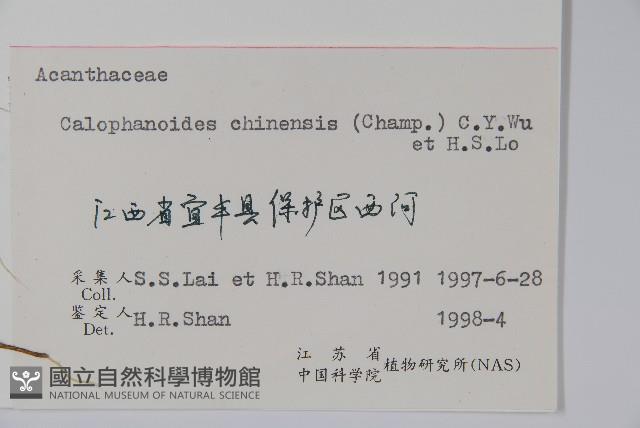 Acanthaceae
Calophanoides chinensis (Champ.) C.Y.Wu
et H.S.Lo
江西省宜丰县保护区西河
采集人 S.S.Lai et H.R.Shan 1991 1997-6-28
Coll.
鉴定人 H.R.Shan 1998-4
Det.
江苏省
中国科学院 植物研究所(NAS)
國立自然科學博物館
NATIONAL MUSEUM OF NATURAL SCIENCE